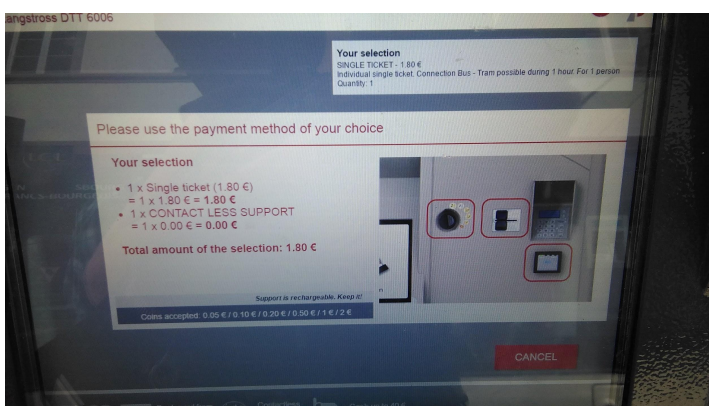 angstross DTT 6006
Your selection
SINGLE TICKET - 1.80 €
Individual single ticket. Connection Bus - Tram possible during 1 hour. For 1 person
Quantity: 1
Please use the payment method of your choice
Your selection
• 1 x Single ticket (1.80 €)
= 1 x 1.80 € = 1.80 €
• 1 x CONTACT LESS SUPPORT
= 1 x 0.00 € = 0.00 €
Total amount of the selection: 1.80 €
Support is rechargeable. Keep it!
Coins accepted: 0.05 € / 0.10 € / 0.20 € / 0.50 € / 1 € / 2 €
CANCEL
Contactless